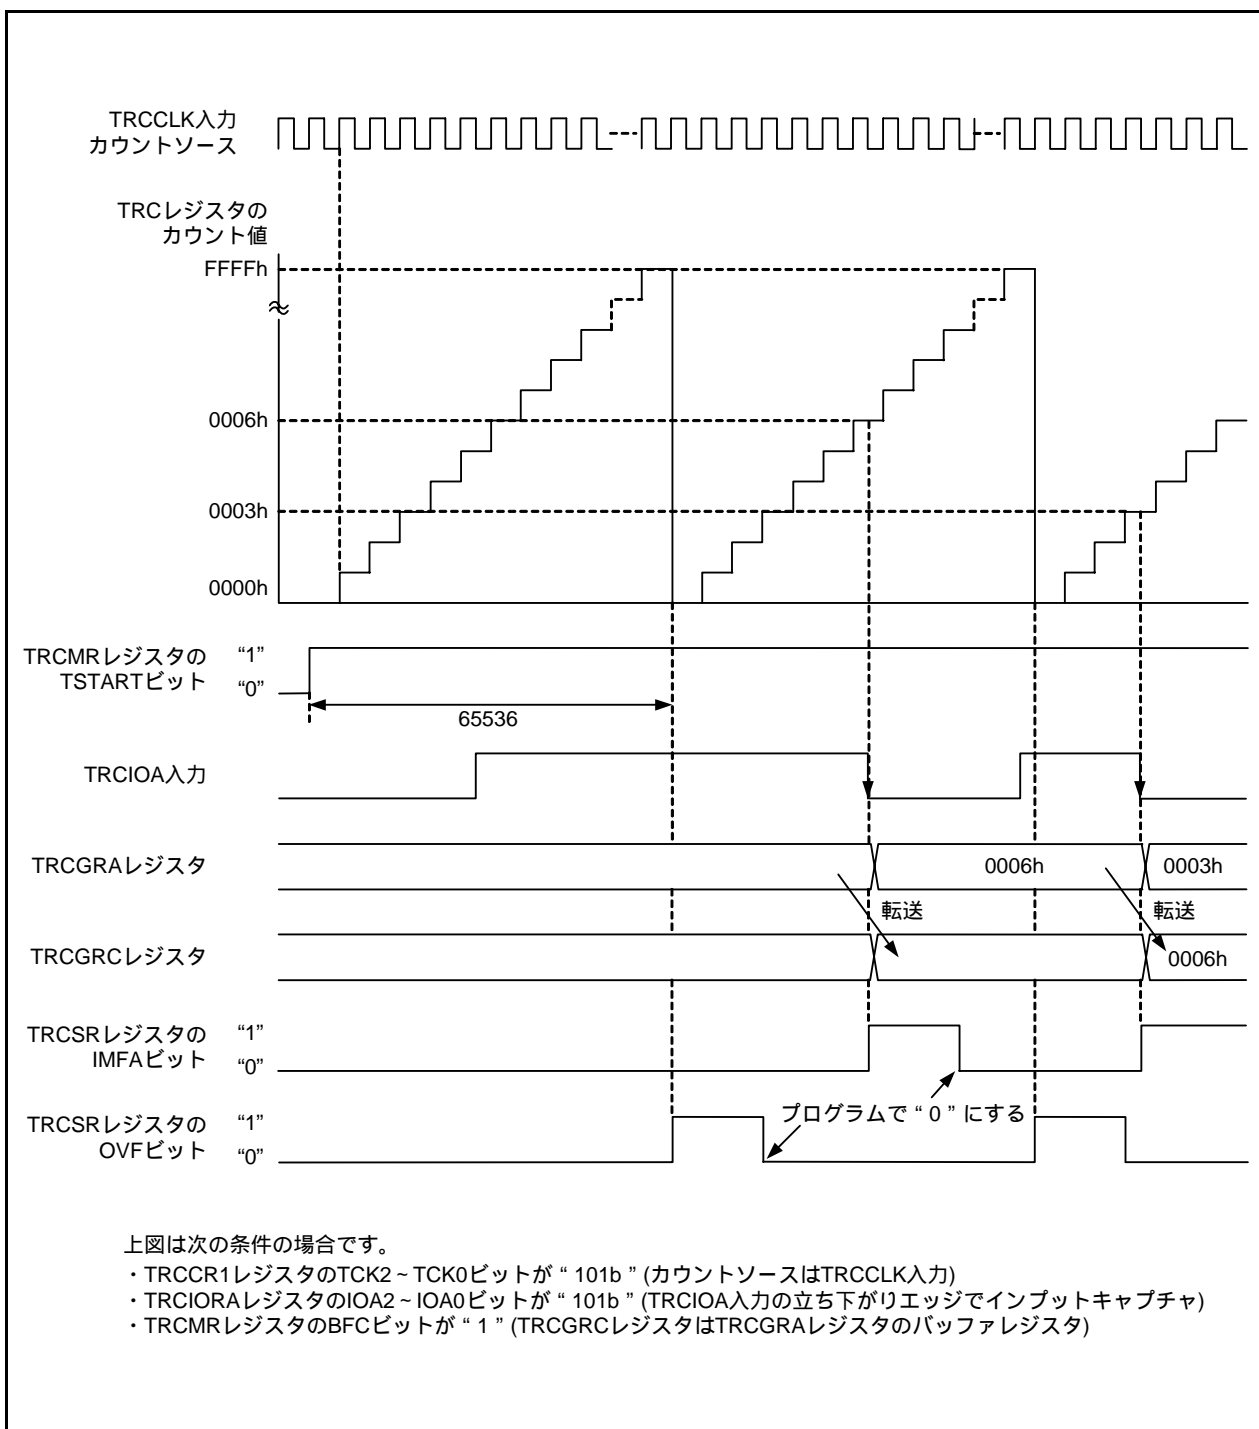 TRCCLK入力
カウントソース
TRCレジスタの
カウント値
FFFFh
0006h
0003h
0000h
TRCMRレジスタの
TSTARTビット
“1”
“0”
65536
TRCIOA入力
TRCGRAレジスタ
0006h
0003h
転送
転送
TRCGRCレジスタ
0006h
TRCSRレジスタの
IMFAビット
“1”
“0”
プログラムで“0”にする
TRCSRレジスタの
OVFビット
“1”
“0”
上図は次の条件の場合です。
・TRCCR1レジスタのTCK2~TCK0ビットが“101b”(カウントソースはTRCCLK入力)
・TRCIORAレジスタのIOA2~IOA0ビットが“101b”(TRCIOA入力の立ち下がりエッジでインプットキャプチャ)
・TRCMRレジスタのBFCビットが“1”(TRCGRCレジスタはTRCGRAレジスタのバッファレジスタ)